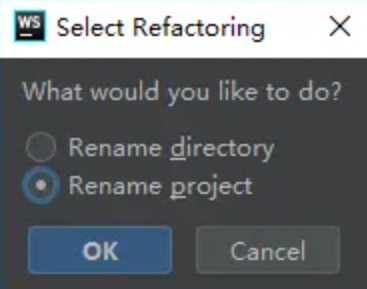 WS Select Refactoring
What would you like to do?
Rename directory
Rename project
OK Cancel